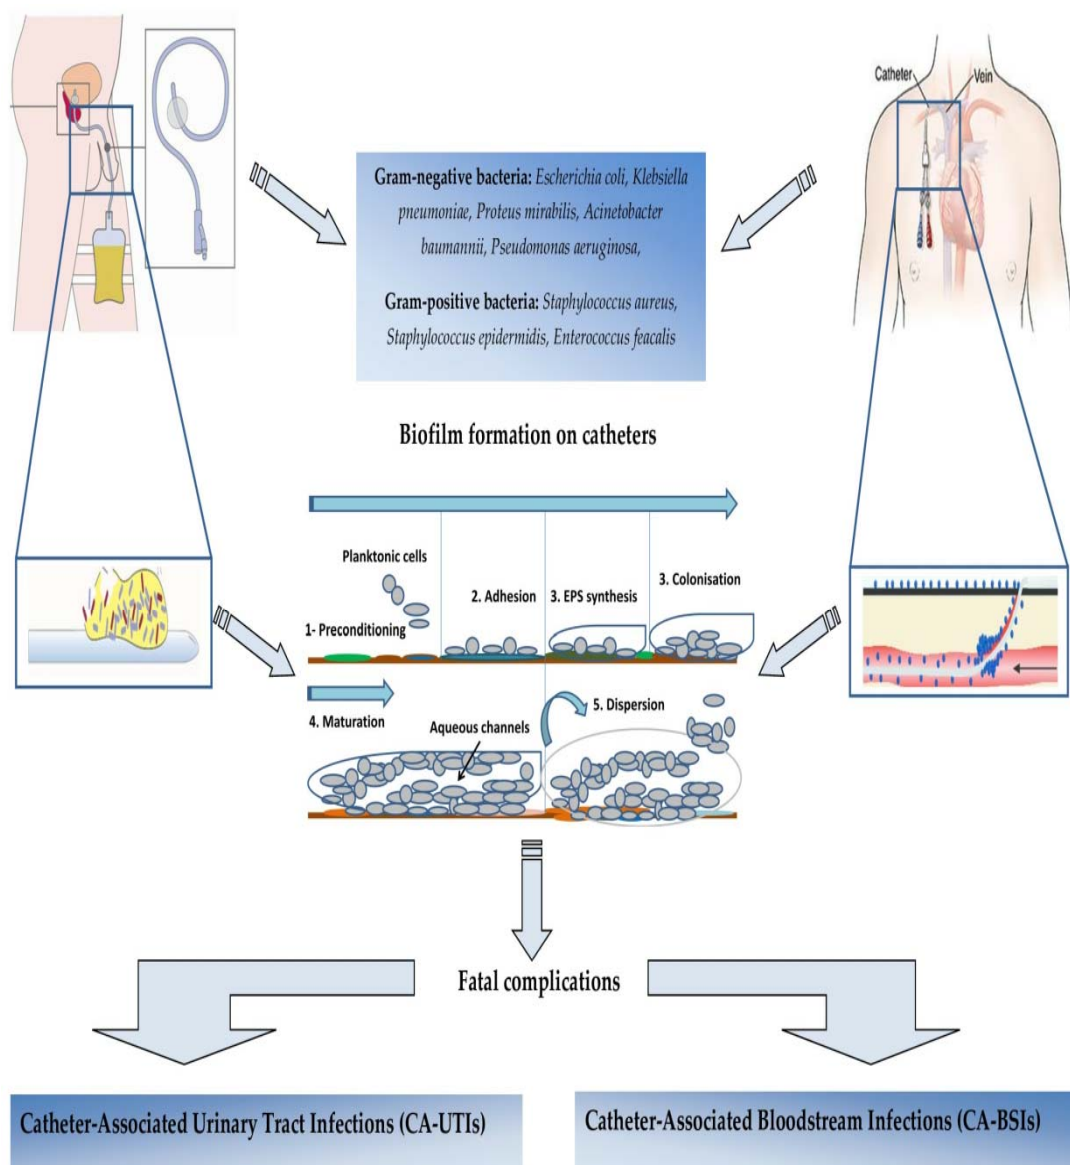 Catheter
Vein
Gram-negative bacteria: Escherichia coli, Klebsiella
pneumoniae, Proteus mirabilis, Acinetobacter
baumannii, Pseudomonas aeruginosa,
Gram-positive bacteria: Staphylococcus aureus,
Staphylococcus epidermidis, Enterococcus feacalis
Biofilm formation on catheters
Planktonic cells
1- Preconditioning
2. Adhesion
3. EPS synthesis
3. Colonisation
4. Maturation
Aqueous channels
5. Dispersion
Fatal complications
Catheter-Associated Urinary Tract Infections (CA-UTIs)
Catheter-Associated Bloodstream Infections (CA-BSIs)